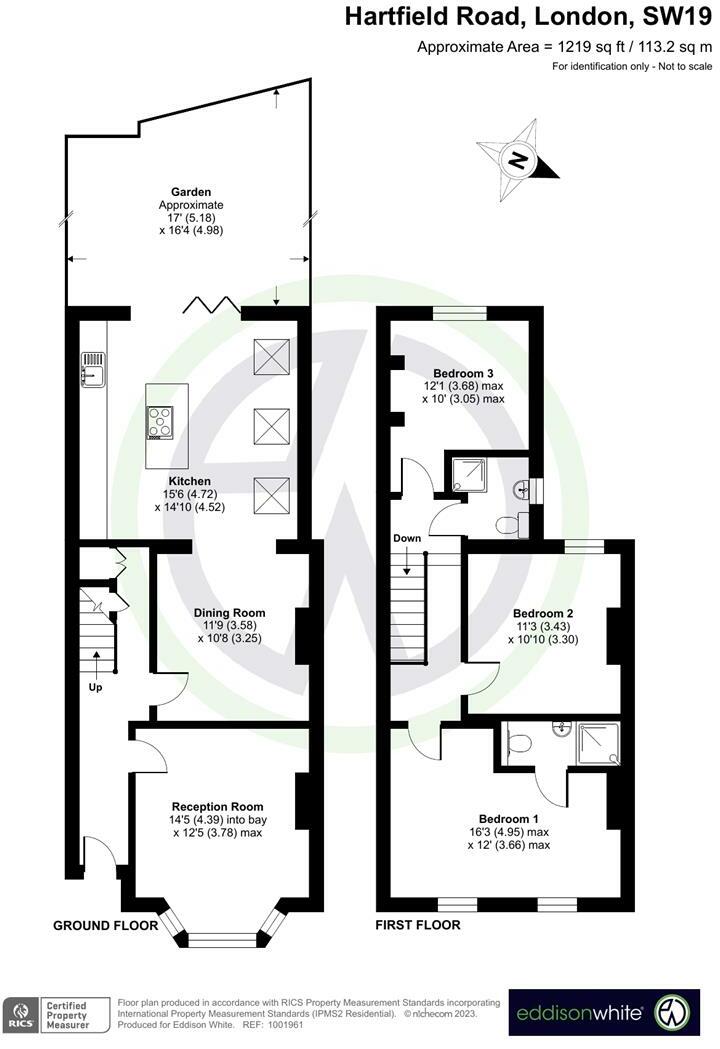 Hartfield Road, London, SW19
Approximate Area = 1219 sq ft / 113.2 sq m
For identification only - Not to scale
N
Garden
Approximate
17' (5.18)
x 16'4 (4.98)
Kitchen
15'6 (4.72)
x 14'10 (4.52)
Dining Room
11'9 (3.58)
x 10'8 (3.25)
Up
Reception Room
14'5 (4.39) into bay
x 12'5 (3.78) max
GROUND FLOOR
Bedroom 3
12'1 (3.68) max
x 10' (3.05) max
Down
Bedroom 2
11'3 (3.43)
x 10'10 (3.30)
Bedroom 1
16'3 (4.95) max
x 12' (3.66) max
FIRST FLOOR
RICS
Certified
Property
Measurer
Floor plan produced in accordance with RICS Property Measurement Standards incorporating
International Property Measurement Standards (IPMS2 Residential). © nichecom 2023.
Produced for Eddison White. REF: 1001961
eddisonwhite